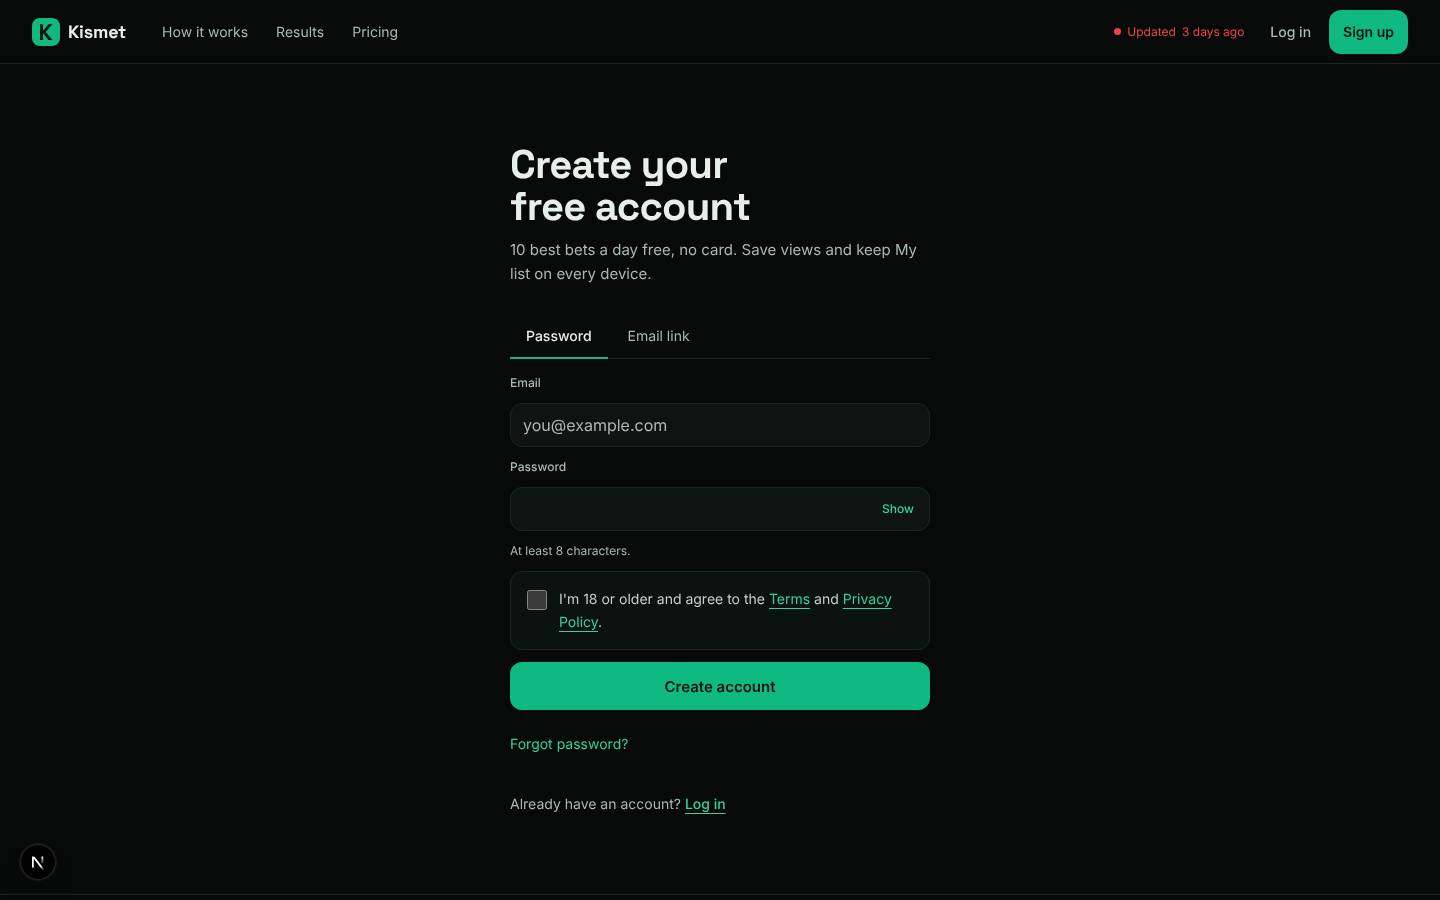 K Kismet How it works Results Pricing Updated 3 days ago Log in Sign up
Create your
free account
10 best bets a day free, no card. Save views and keep My
list on every device.
Password Email link
Email
you@example.com
Password
Show
At least 8 characters.
I'm 18 or older and agree to the Terms and Privacy
Policy.
Create account
Forgot password?
Already have an account? Log in
N